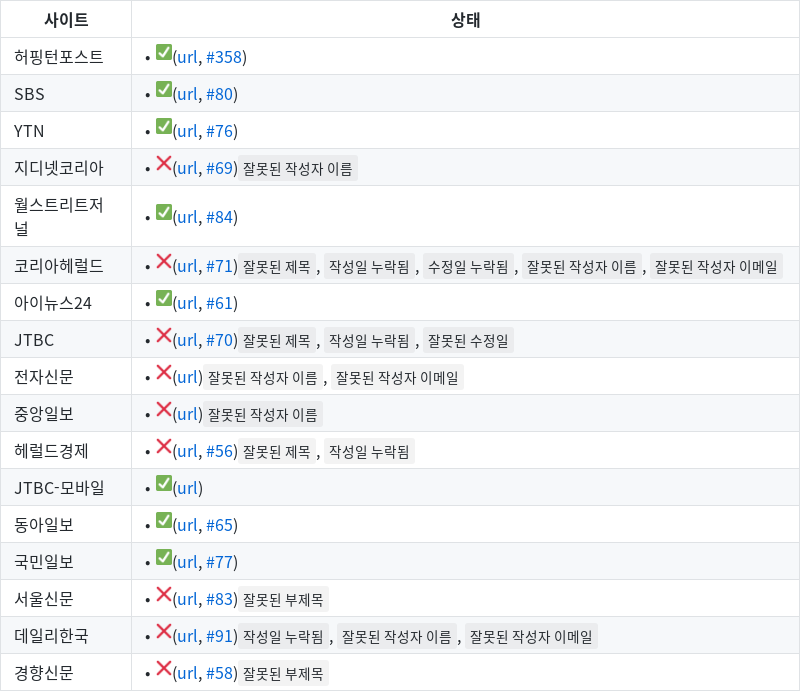 사이트 상태
허핑턴포스트 • ✅(url, #358)
SBS • ✅(url, #80)
YTN • ✅(url, #76)
지디넷코리아 • ❌(url, #69) 잘못된 작성자 이름
월스트리트저
널 • ✅(url, #84)
코리아헤럴드 • ❌(url, #71) 잘못된 제목 , 작성일 누락됨 , 수정일 누락됨 , 잘못된 작성자 이름 , 잘못된 작성자 이메일
아이뉴스24 • ✅(url, #61)
JTBC • ❌(url, #70) 잘못된 제목 , 작성일 누락됨 , 잘못된 수정일
전자신문 • ❌(url) 잘못된 작성자 이름 , 잘못된 작성자 이메일
중앙일보 • ❌(url) 잘못된 작성자 이름
헤럴드경제 • ❌(url, #56) 잘못된 제목 , 작성일 누락됨
JTBC-모바일 • ✅(url)
동아일보 • ✅(url, #65)
국민일보 • ✅(url, #77)
서울신문 • ❌(url, #83) 잘못된 부제목
데일리한국 • ❌(url, #91) 작성일 누락됨 , 잘못된 작성자 이름 , 잘못된 작성자 이메일
경향신문 • ❌(url, #58) 잘못된 부제목